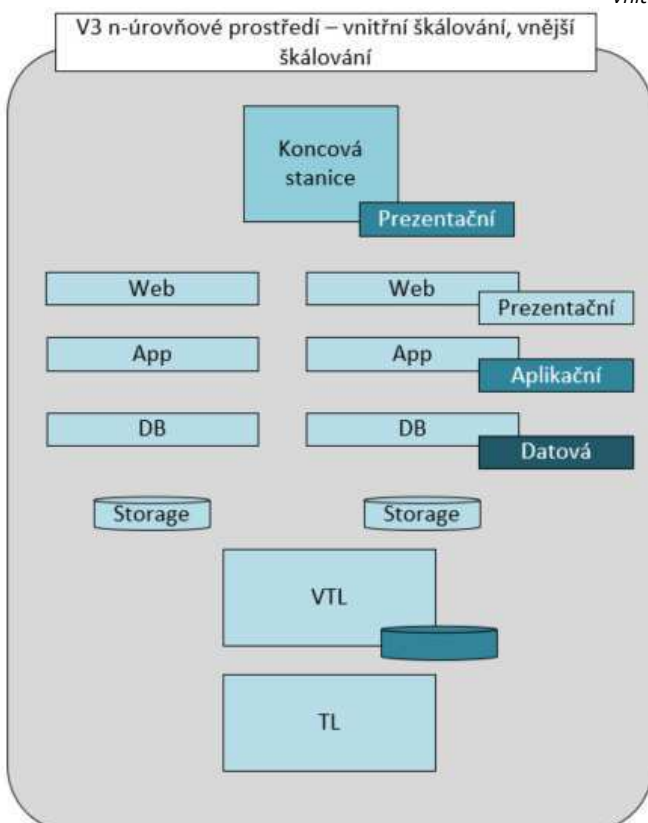 V3 n-úrovňové prostředí – vnitřní škálování, vnější
škálování
Koncová
stanice
Prezentační
Web
Web
Prezentační
App
App
Aplikační
DB
DB
Datová
Storage
Storage
VTL
TL